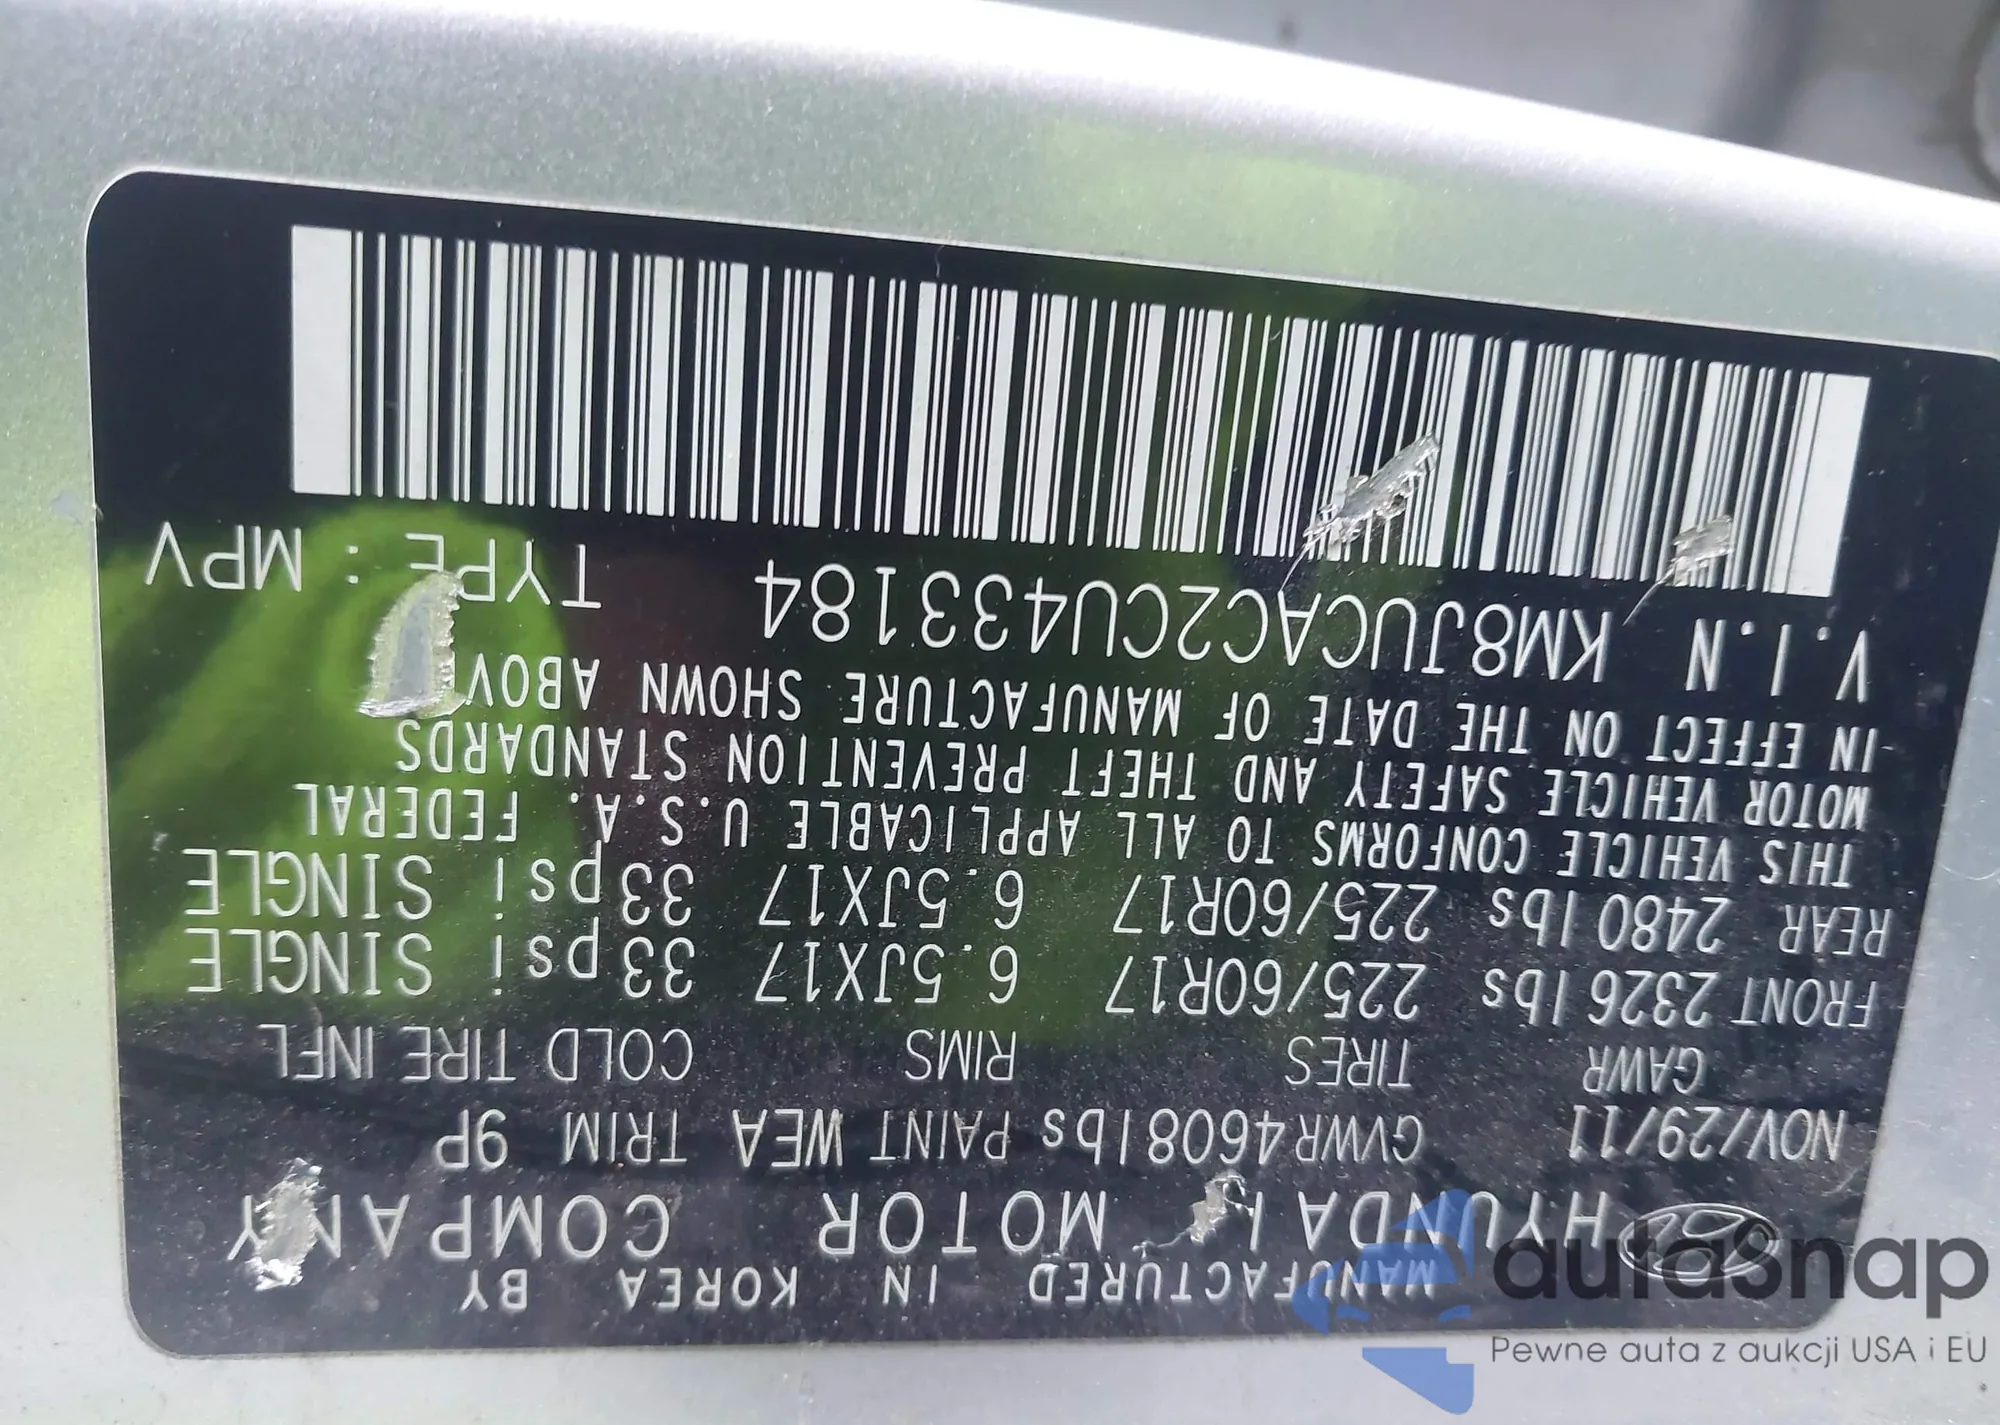 MANUFACTURED IN KOREA BY
HYUNDAI MOTOR COMPANY
NOV/29/11 GVWR 4608 lbs PAINT WEA TRIM 9P
GAWR TIRES RIMS COLD TIRE INFL
FRONT 2326 lbs 225/60R17 6.5JX17 33psi SINGLE
REAR 2480 lbs 225/60R17 6.5JX17 33psi SINGLE
THIS VEHICLE CONFORMS TO ALL APPLICABLE U.S.A. FEDERAL
MOTOR VEHICLE SAFETY AND THEFT PREVENTION STANDARDS
IN EFFECT ON THE DATE OF MANUFACTURE SHOWN ABOV
V.I.N KM8JUCAC2CU433184 TYPE : MPV
autoSnap
Pewne auta z aukcji USA i EU